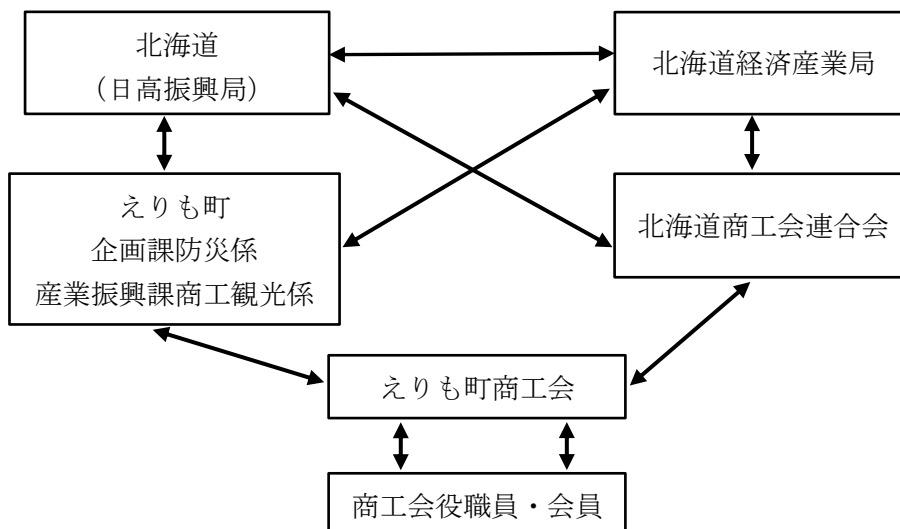 北海道
(日高振興局)
北海道経済産業局
えりも町
企画課防災係
産業振興課商工観光係
北海道商工会連合会
えりも町商工会
商工会役職員・会員